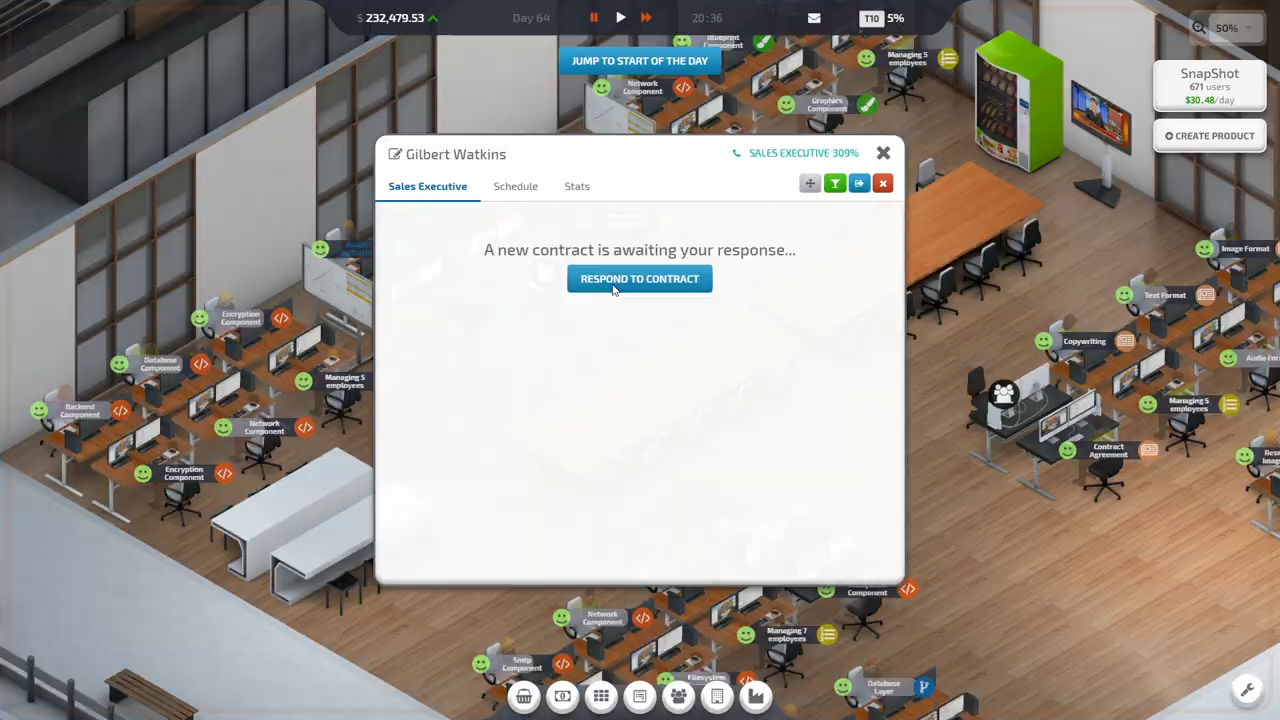 $ 232,479.53
Day 64
20:36
T10 5%
50%
JUMP TO START OF THE DAY
SnapShot
671 users
$30.48/day
CREATE PRODUCT
Component
Managing 5
employees
Network
Component
Graphics
Component
Gilbert Watkins
SALES EXECUTIVE 309%
Sales Executive
Schedule
Stats
A new contract is awaiting your response...
RESPOND TO CONTRACT
Encryption
Component
Database
Component
Managing 5
employees
Backend
Component
Network
Component
Encryption
Component
Image Format
Text Format
Copywriting
Managing 5
employees
Contract
Agreement
Component
Network
Component
Managing 7
employees
Smtp
Component
Filesystem
Database
Layer